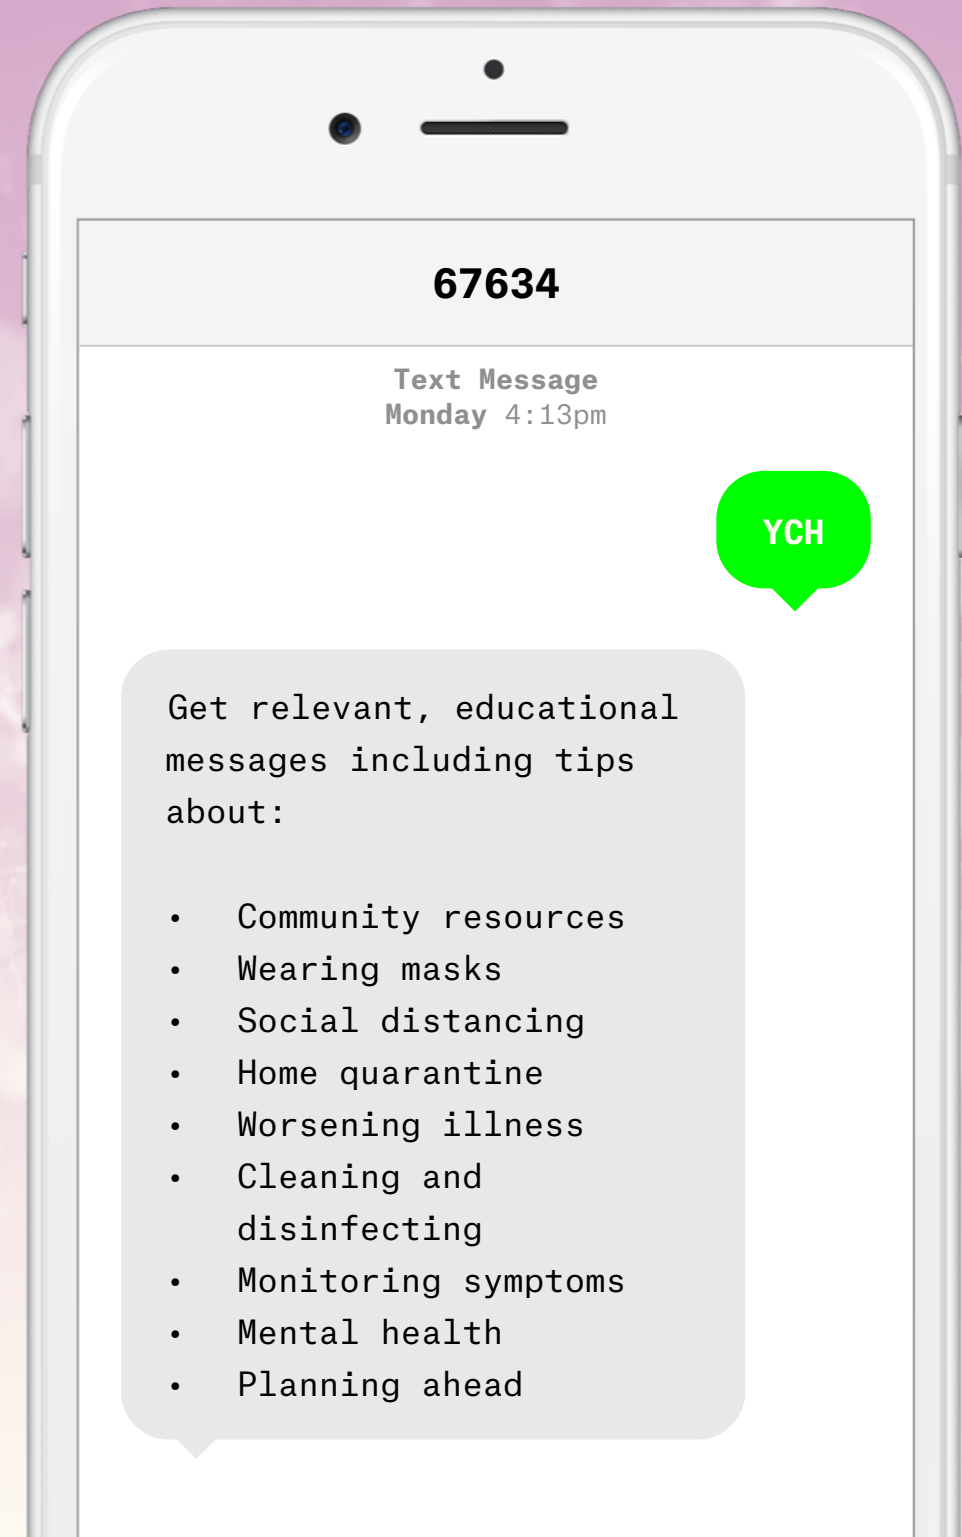 67634
Text Message
Monday 4:13pm
YCH
Get relevant, educational
messages including tips
about:
• Community resources
• Wearing masks
• Social distancing
• Home quarantine
• Worsening illness
• Cleaning and
disinfecting
• Monitoring symptoms
• Mental health
• Planning ahead